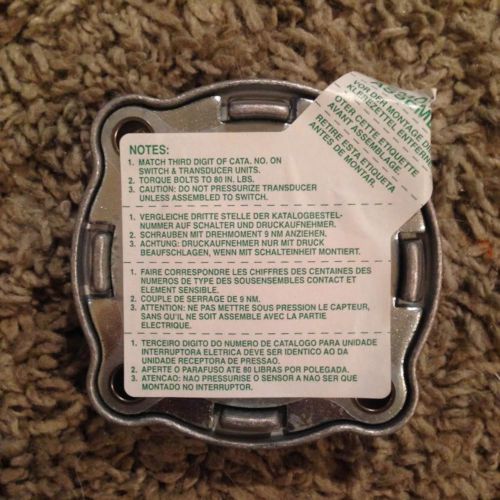 ASSEM
VOR DER MONTAGE DIE
KLEBEZETTEL ENTFERN
OTER CETTE ETIQUETTE
AVANT ASSEMBLAGE.
RETIRE ESTA ETIQUETA
ANTES DE MONTAR.
NOTES:
1. MATCH THIRD DIGIT OF CATA. NO. ON
SWITCH & TRANSDUCER UNITS.
2. TORQUE BOLTS TO 80 IN. LBS.
3. CAUTION: DO NOT PRESSURIZE TRANSDUCER
UNLESS ASSEMBLED TO SWITCH.
1. VERGLEICHE DRITTE STELLE DER KATALOGBESTEL-
NUMMER AUF SCHALTER UND DRUCKAUFNEHMER.
2. SCHRAUBEN MIT DREHMOMENT 9 NM ANZIEHEN.
3. ACHTUNG: DRUCKAUFNEHMER NUR MIT DRUCK
BEAUFSCHLAGEN, WENN MIT SCHALTEINHEIT MONTIERT.
1. FAIRE CORRESPONDRE LES CHIFFRES DES CENTAINES DES
NUMEROS DE TYPE DES SOUSENSEMBLES CONTACT ET
ELEMENT SENSIBLE.
2. COUPLE DE SERRAGE DE 9 NM.
3. ATTENTION: NE PAS METTRE SOUS PRESSION LE CAPTEUR,
SANS QU'IL NE SOIT ASSEMBLE AVEC LA PARTIE
ELECTRIQUE.
1. TERCEIRO DIGITO DO NUMERO DE CATALOGO PARA UNIDADE
INTERRUPTORA ELETRICA DEVE SER IDENTICO AO DA
UNIDADE RECEPTORA DE PRESSAO.
2. APERTE O PARAFUSO ATE 80 LIBRAS POR POLEGADA.
3. ATENCAO: NAO PRESSURISE O SENSOR A NAO SER QUE
MONTADO NO INTERRUPTOR.